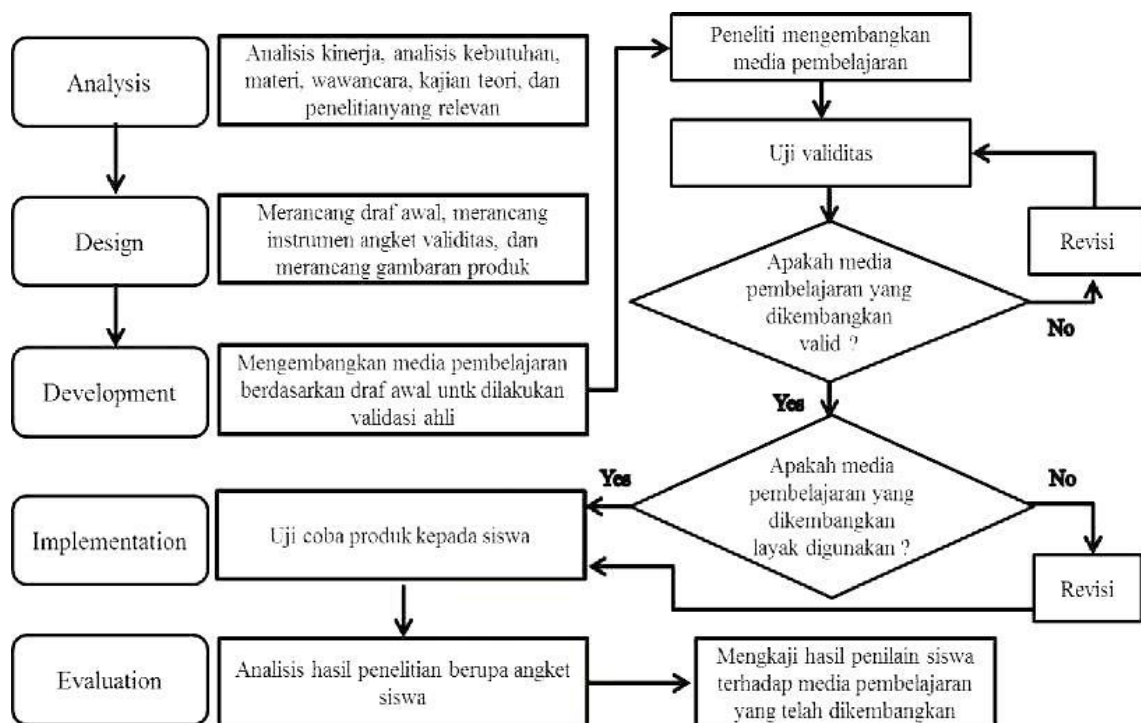 Analysis
Analisis kinerja, analisis kebutuhan,
materi, wawancara, kajian teori, dan
penelitianyang relevan
Design
Merancang draf awal, merancang
instrumen angket validitas, dan
merancang gambaran produk
Development
Mengembangkan media pembelajaran
berdasarkan draf awal untk dilakukan
validasi ahli
Peneliti mengembangkan
media pembelajaran
Uji validitas
Apakah media
pembelajaran yang
dikembangkan
valid ?
No
Revisi
Yes
Apakah media
pembelajaran yang
dikembangkan
layak digunakan ?
No
Revisi
Yes
Implementation
Uji coba produk kepada siswa
Evaluation
Analisis hasil penelitian berupa angket
siswa
Mengkaji hasil penilain siswa
terhadap media pembelajaran
yang telah dikembangkan